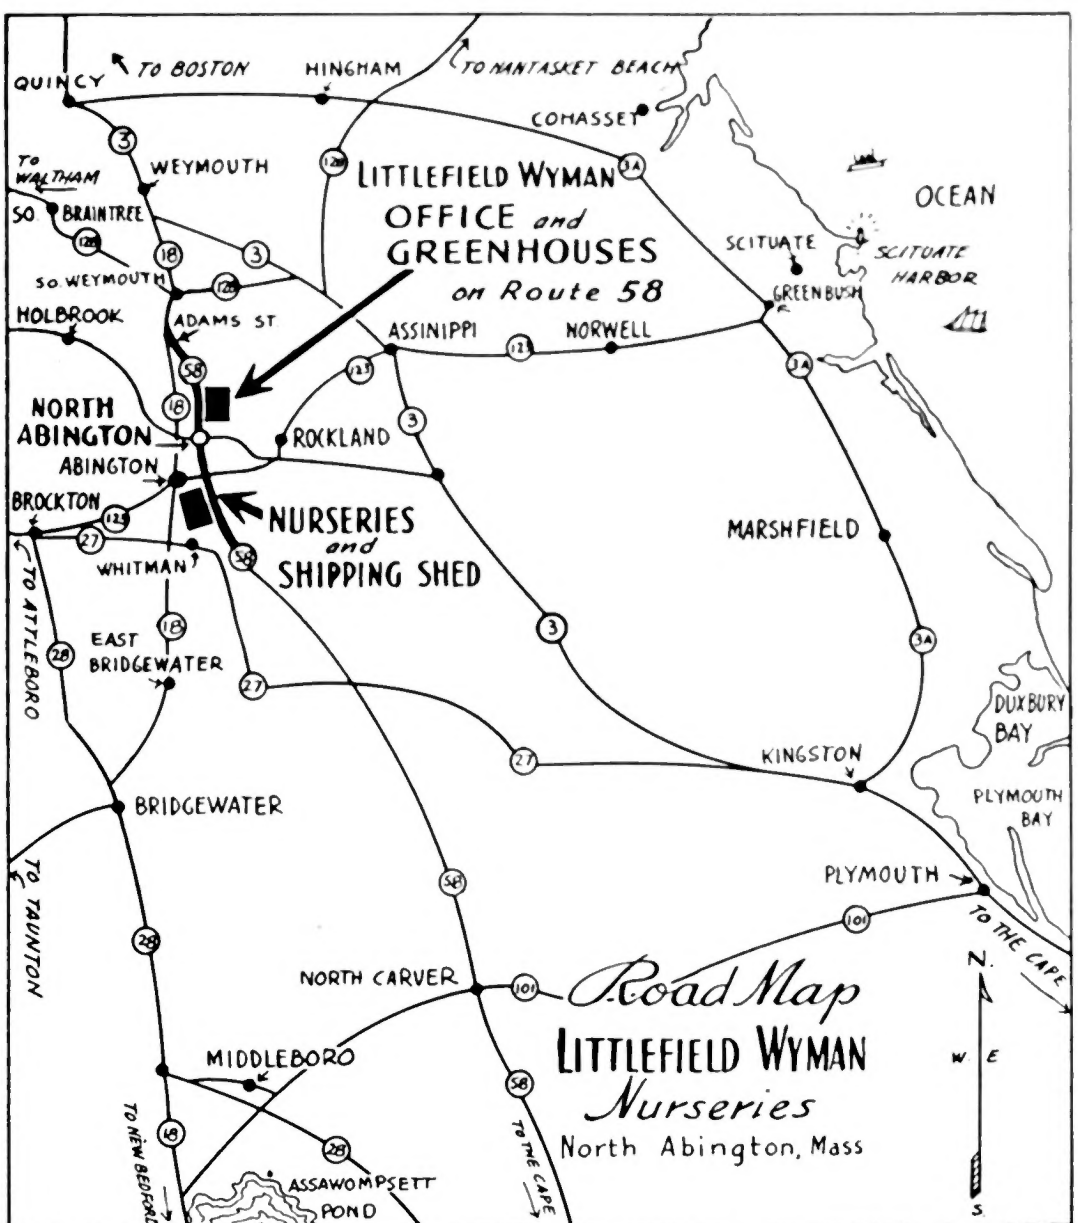 QUINCY
TO BOSTON
HINGHAM
TO NANTASKET BEACH
COHASSET
3
128
3A
TO
WALTHAM
WEYMOUTH
LITTLEFIELD WYMAN
OFFICE and
GREENHOUSES
on Route 58
OCEAN
SO. BRAINTREE
128
18
3
SCITUATE
SCITUATE
HARBOR
SO. WEYMOUTH
128
GREENBUSH
HOLBROOK
ADAMS ST.
ASSINIPPI
NORWELL
123
123
3A
58
18
3
NORTH
ABINGTON
ROCKLAND
ABINGTON
BROCKTON
123
27
NURSERIES
and
SHIPPING SHED
MARSHFIELD
WHITMAN
58
TO ATTLEBORO
28
18
EAST
BRIDGEWATER
3
3A
27
27
DUXBURY
BAY
KINGSTON
PLYMOUTH
BAY
BRIDGEWATER
TO TAUNTON
58
PLYMOUTH
101
TO THE CAPE
28
NORTH CARVER
101
Road Map
LITTLEFIELD WYMAN
Nurseries
North Abington, Mass
N.
W. E
S.
MIDDLEBORO
58
TO THE CAPE
TO NEW BEDFORD
18
28
ASSAWOMPSETT
POND